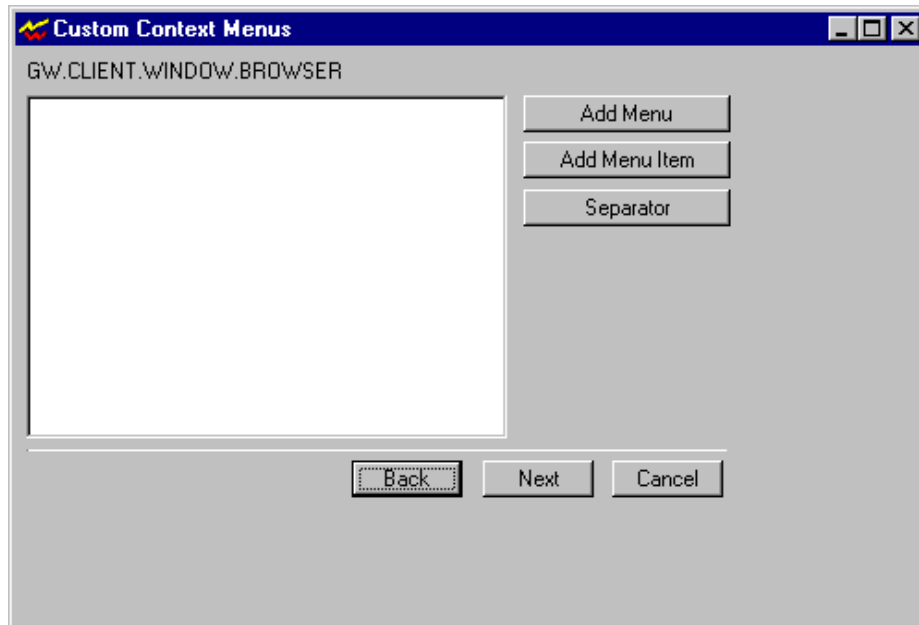 Custom Context Menus
GW.CLIENT.WINDOW.BROWSER
Add Menu
Add Menu Item
Separator
Back
Next
Cancel